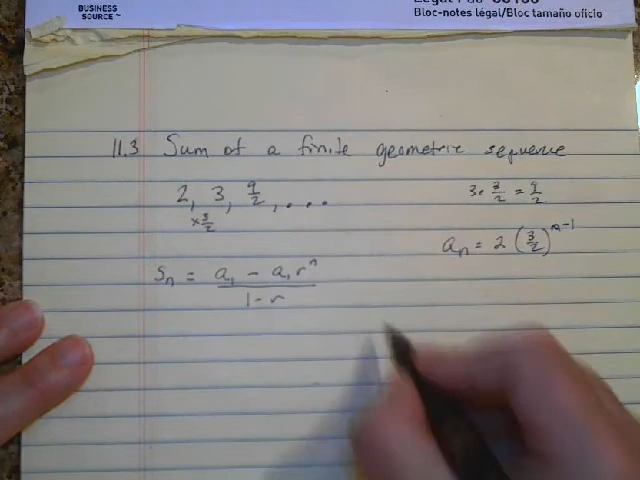 BUSINESS
SOURCE™
Bloc-notes légal/Bloc tamaño oficio
11.3 Sum of a finite geometric sequence
2, 3, 9/2, . . .
× 3/2
3 · 3/2 = 9/2
aₙ = 2 (3/2)ⁿ⁻¹
Sₙ = (a₁ - a₁rⁿ)/(1 - r)